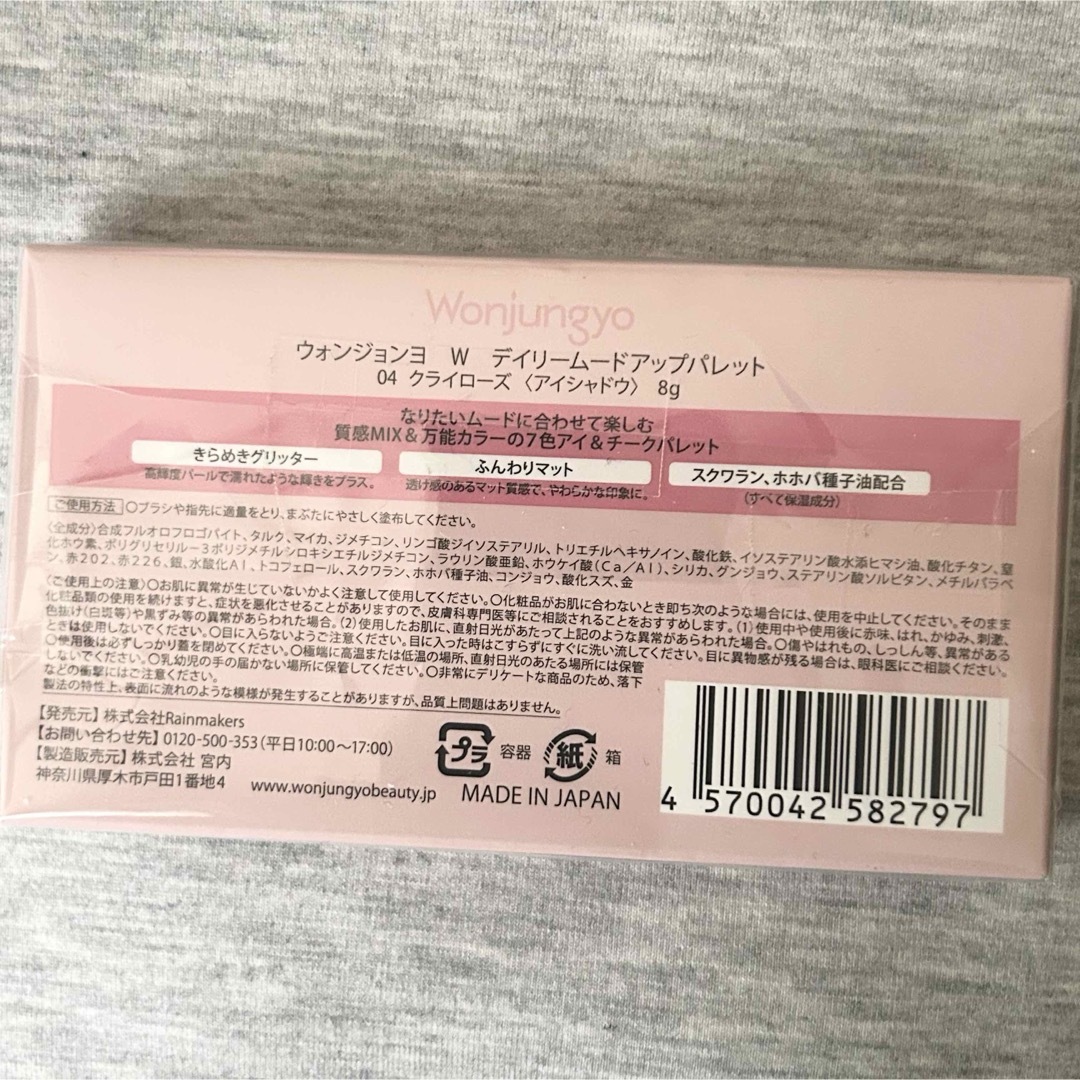 Wonjungyo
ウォンジョンヨ W デイリームードアップパレット
04 クライローズ 〈アイシャドウ〉 8g
なりたいムードに合わせて楽しむ
質感MIX&万能カラーの7色アイ&チークパレット
きらめきグリッター
高輝度パールで濡れたような輝きをプラス。
ふんわりマット
透け感のあるマット質感で、やわらかな印象に。
スクワラン、ホホバ種子油配合
(すべて保湿成分)
ご使用方法 〇ブラシや指先に適量をとり、まぶたにやさしく塗布してください。
〈全成分〉合成フルオロフロゴパイト、タルク、マイカ、ジメチコン、リンゴ酸ジイソステアリル、トリエチルヘキサノイン、酸化鉄、イソステアリン酸水添ヒマシ油、酸化チタン、窒
化ホウ素、ポリグリセリル-3ポリジメチルシロキシエチルジメチコン、ラウリン酸亜鉛、ホウケイ酸(Ca/Al)、シリカ、グンジョウ、ステアリン酸ソルビタン、メチルパラベ
ン、赤202、赤226、銀、水酸化Al、トコフェロール、スクワラン、ホホバ種子油、コンジョウ、酸化スズ、金
〈ご使用上の注意〉〇お肌に異常が生じていないかよく注意して使用してください。〇化粧品がお肌に合わないとき即ち次のような場合には、使用を中止してください。そのまま
化粧品類の使用を続けますと、症状を悪化させることがありますので、皮膚科専門医等にご相談されることをおすすめします。(1)使用中や使用後に赤味、はれ、かゆみ、刺激、
色抜け(白斑等)や黒ずみ等の異常があらわれた場合。(2)使用したお肌に、直射日光があたって上記のような異常があらわれた場合。〇傷やはれもの、しっしん等、異常がある
ときは使用しないでください。〇目に入らないようご注意ください。目に入った時はこすらずにすぐに洗い流してください。目に異物感が残る場合は、眼科医にご相談ください。
〇使用後は必ずしっかり蓋を閉めてください。〇極端に高温または低温の場所、直射日光のあたる場所には保管
しないでください。〇乳幼児の手の届かない場所に保管してください。〇非常にデリケートな商品のため、落下
などの衝撃にはご注意ください。
製法の特性上、表面に流れのような模様が発生することがありますが、品質上問題はありません。
【発売元】株式会社Rainmakers
【お問い合わせ先】0120-500-353(平日10:00〜17:00)
【製造販売元】株式会社 宮内
神奈川県厚木市戸田1番地4
www.wonjungyobeauty.jp
プラ 容器 紙 箱
MADE IN JAPAN
4 570042 582797